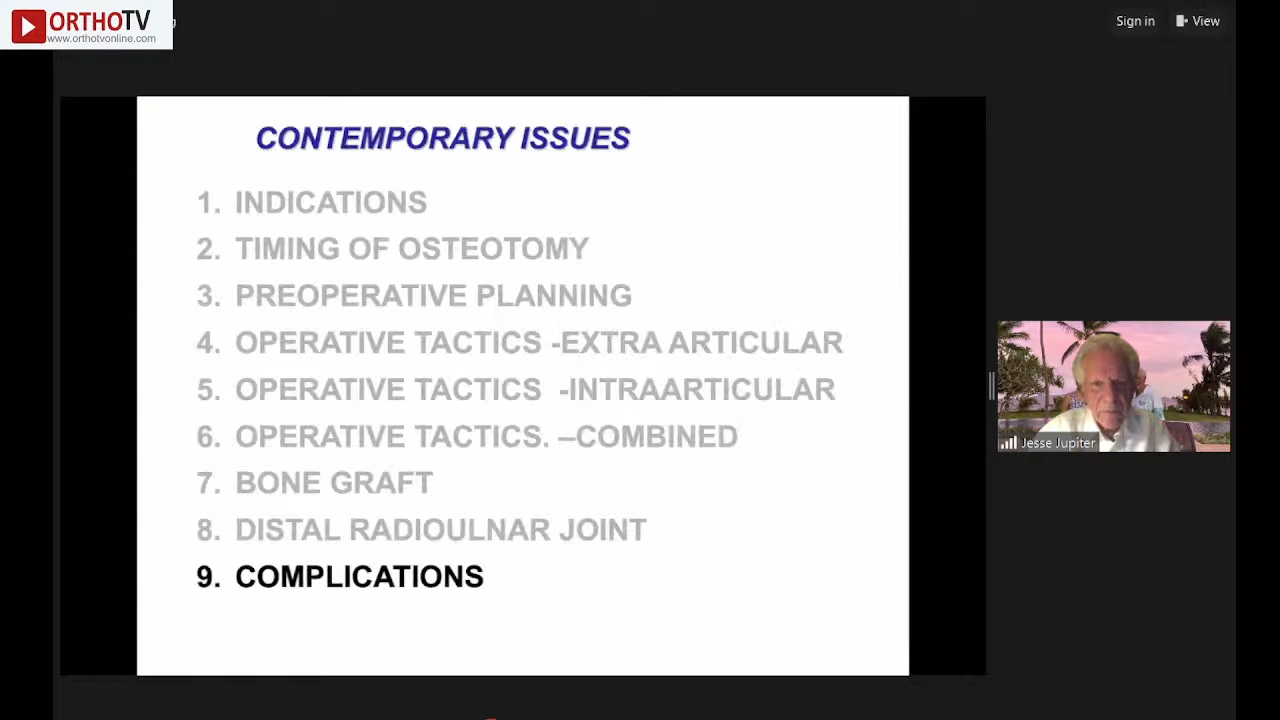 ORTHOTV
www.orthotvonline.com
Sign in
View
CONTEMPORARY ISSUES
1. INDICATIONS
2. TIMING OF OSTEOTOMY
3. PREOPERATIVE PLANNING
4. OPERATIVE TACTICS -EXTRA ARTICULAR
5. OPERATIVE TACTICS -INTRAARTICULAR
6. OPERATIVE TACTICS. –COMBINED
7. BONE GRAFT
8. DISTAL RADIOULNAR JOINT
9. COMPLICATIONS
Jesse Jupiter